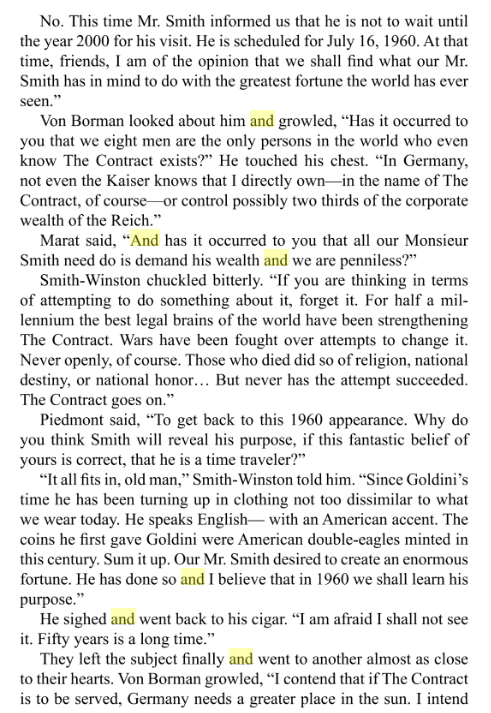 No. This time Mr. Smith informed us that he is not to wait until
the year 2000 for his visit. He is scheduled for July 16, 1960. At that
time, friends, I am of the opinion that we shall find what our Mr.
Smith has in mind to do with the greatest fortune the world has ever
seen.”
Von Borman looked about him and growled, “Has it occurred to
you that we eight men are the only persons in the world who even
know The Contract exists?” He touched his chest. “In Germany,
not even the Kaiser knows that I directly own—in the name of The
Contract, of course—or control possibly two thirds of the corporate
wealth of the Reich.”
Marat said, “And has it occurred to you that all our Monsieur
Smith need do is demand his wealth and we are penniless?”
Smith-Winston chuckled bitterly. “If you are thinking in terms
of attempting to do something about it, forget it. For half a mil-
lennium the best legal brains of the world have been strengthening
The Contract. Wars have been fought over attempts to change it.
Never openly, of course. Those who died did so of religion, national
destiny, or national honor… But never has the attempt succeeded.
The Contract goes on.”
Piedmont said, “To get back to this 1960 appearance. Why do
you think Smith will reveal his purpose, if this fantastic belief of
yours is correct, that he is a time traveler?”
“It all fits in, old man,” Smith-Winston told him. “Since Goldini’s
time he has been turning up in clothing not too dissimilar to what
we wear today. He speaks English— with an American accent. The
coins he first gave Goldini were American double-eagles minted in
this century. Sum it up. Our Mr. Smith desired to create an enormous
fortune. He has done so and I believe that in 1960 we shall learn his
purpose.”
He sighed and went back to his cigar. “I am afraid I shall not see
it. Fifty years is a long time.”
They left the subject finally and went to another almost as close
to their hearts. Von Borman growled, “I contend that if The Contract
is to be served, Germany needs a greater place in the sun. I intend